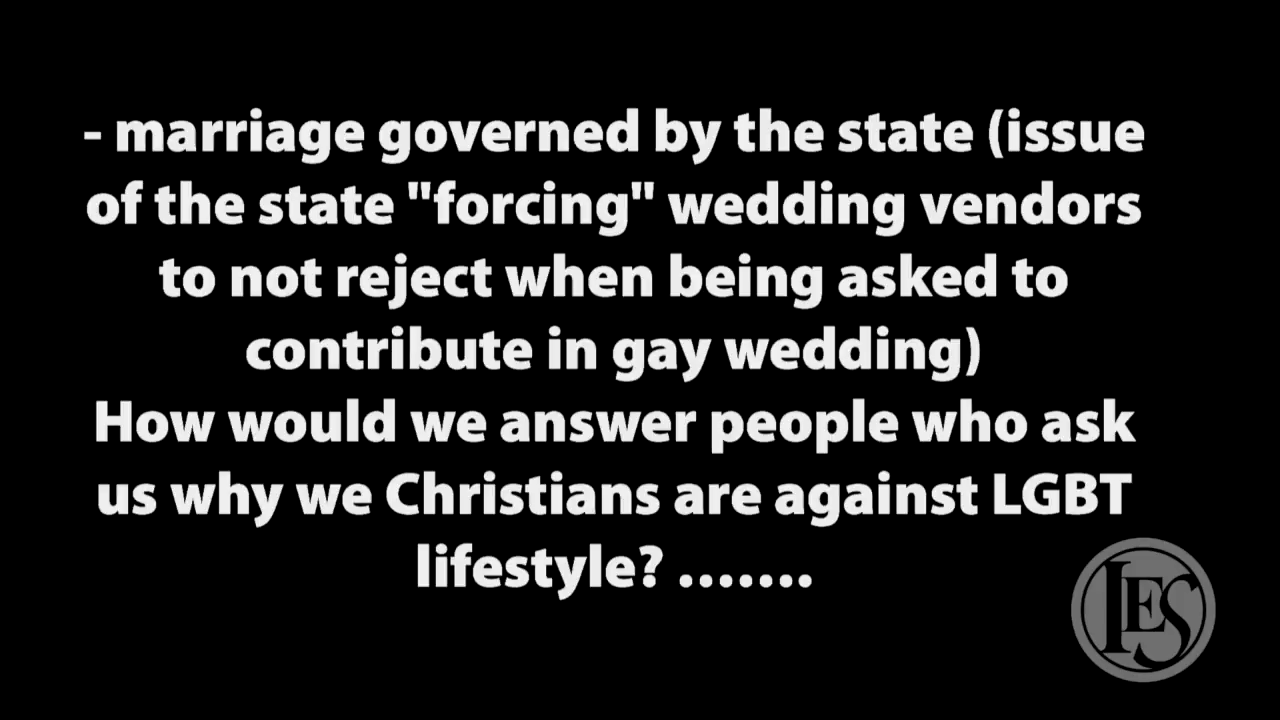 - marriage governed by the state (issue
of the state "forcing" wedding vendors
to not reject when being asked to
contribute in gay wedding)
How would we answer people who ask
us why we Christians are against LGBT
lifestyle? .......
IES